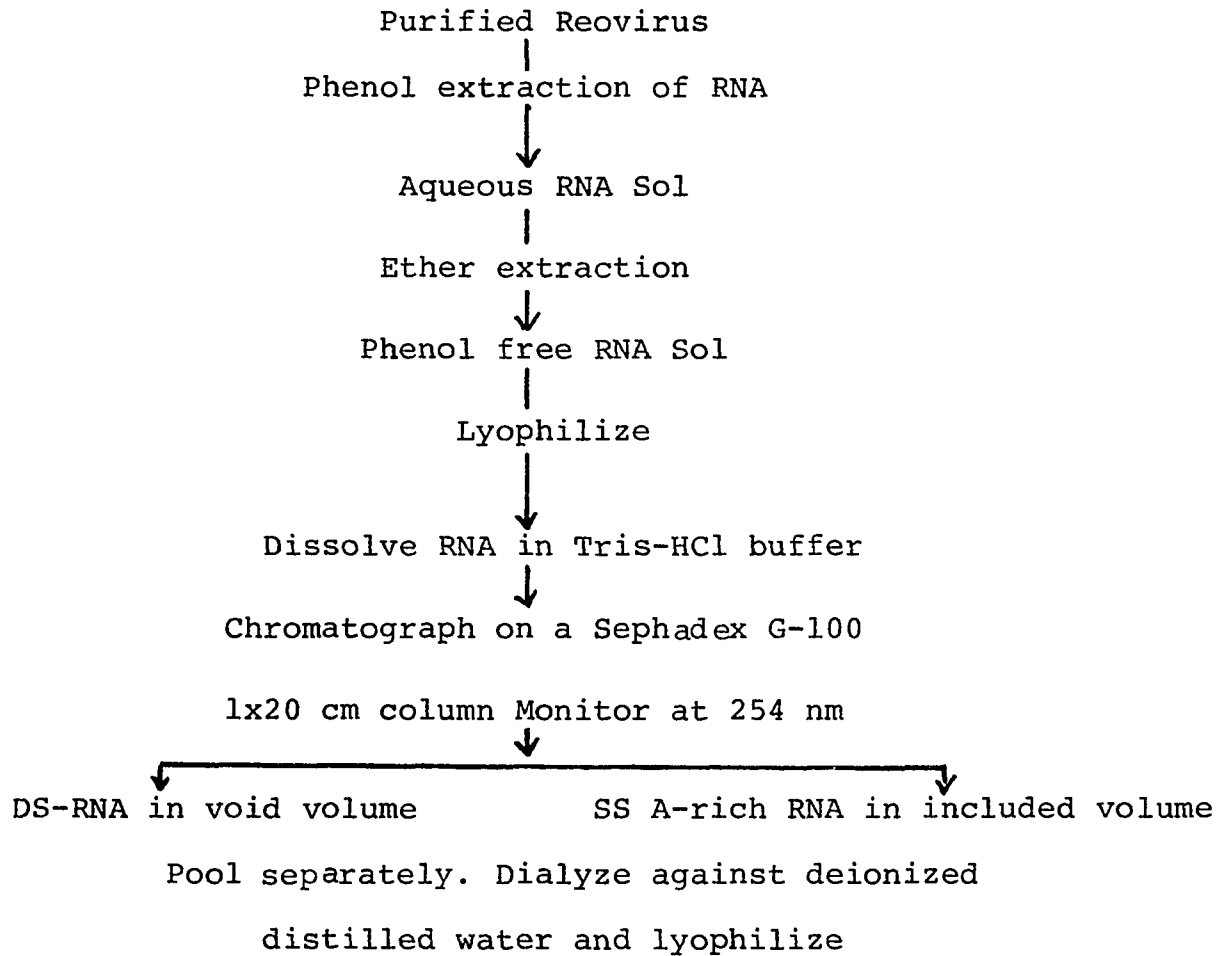 Purified Reovirus
Phenol extraction of RNA
Aqueous RNA Sol
Ether extraction
Phenol free RNA Sol
Lyophilize
Dissolve RNA in Tris-HCl buffer
Chromatograph on a Sephadex G-100
1x20 cm column Monitor at 254 nm
DS-RNA in void volume SS A-rich RNA in included volume
Pool separately. Dialyze against deionized
distilled water and lyophilize